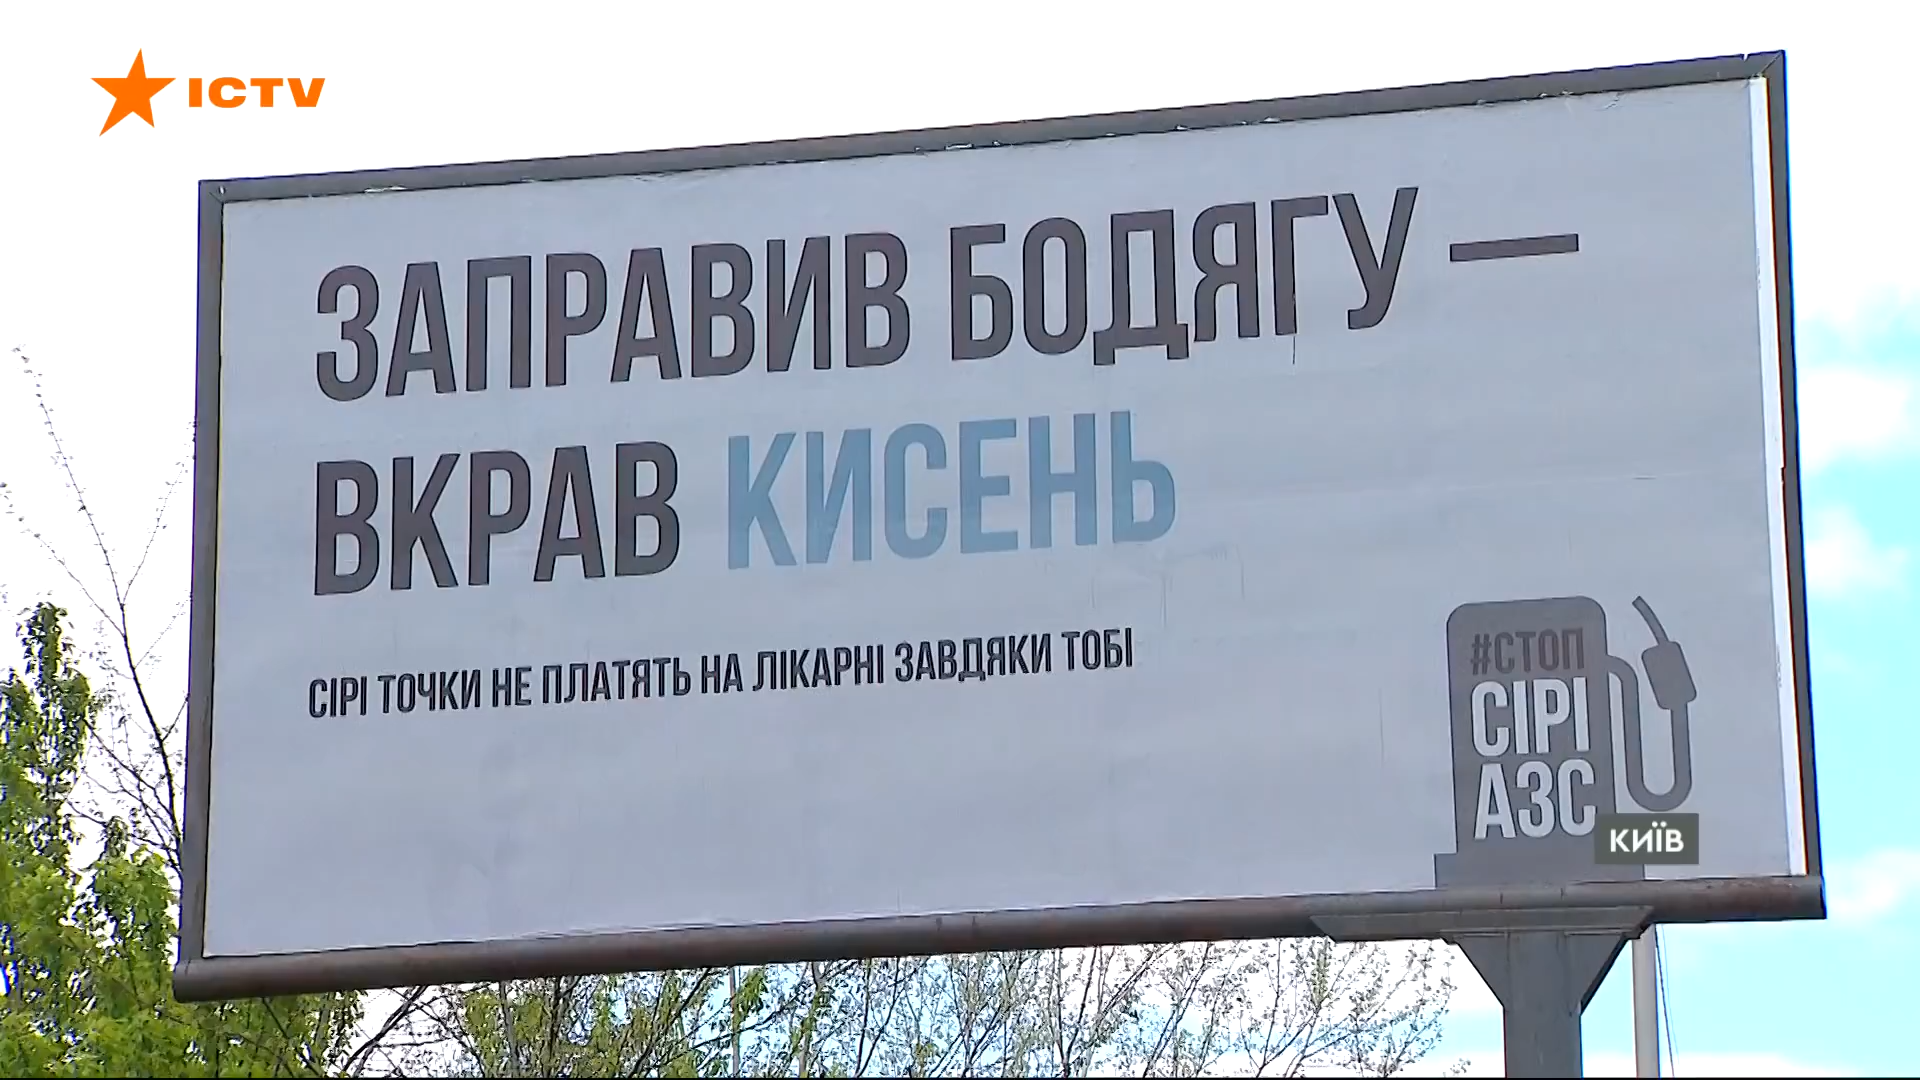 ICTV
ЗАПРАВИВ БОДЯГУ —
ВКРАВ КИСЕНЬ
СІРІ ТОЧКИ НЕ ПЛАТЯТЬ НА ЛІКАРНІ ЗАВДЯКИ ТОБІ
#СТОП
СІРІ
АЗС
КИЇВ